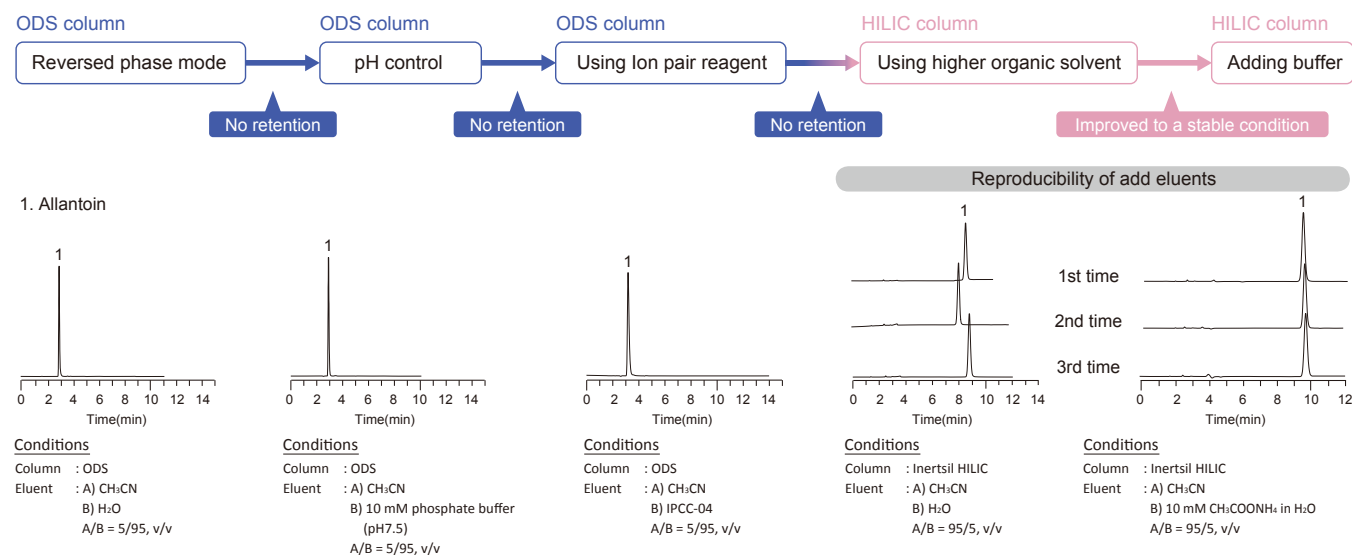 ODS column
ODS column
ODS column
HILIC column
HILIC column
Reversed phase mode
pH control
Using Ion pair reagent
Using higher organic solvent
Adding buffer
No retention
No retention
No retention
Improved to a stable condition
Reproducibility of add eluents
1. Allantoin
1
1
1
1
1
1st time
2nd time
3rd time
0 2 4 6 8 10 12 14
Time(min)
0 2 4 6 8 10 12 14
Time(min)
0 2 4 6 8 10 12 14
Time(min)
0 2 4 6 8 10 12 14
Time(min)
0 2 4 6 8 10 12
Time(min)
Conditions
Column : ODS
Eluent : A) CH₃CN
B) H₂O
A/B = 5/95, v/v
Conditions
Column : ODS
Eluent : A) CH₃CN
B) 10 mM phosphate buffer
(pH7.5)
A/B = 5/95, v/v
Conditions
Column : ODS
Eluent : A) CH₃CN
B) IPCC-04
A/B = 5/95, v/v
Conditions
Column : Inertsil HILIC
Eluent : A) CH₃CN
B) H₂O
A/B = 95/5, v/v
Conditions
Column : Inertsil HILIC
Eluent : A) CH₃CN
B) 10 mM CH₃COONH₄ in H₂O
A/B = 95/5, v/v